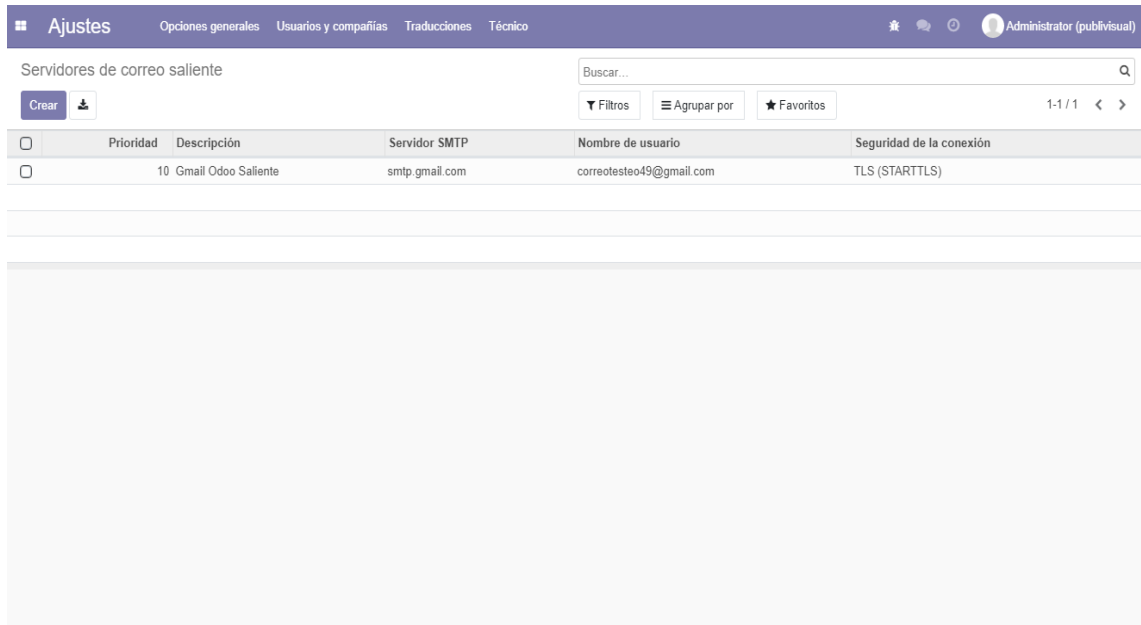 Ajustes Opciones generales Usuarios y compañías Traducciones Técnico Administrator (publivisual)
Servidores de correo saliente Buscar...
Crear Filtros Agrupar por Favoritos 1-1 / 1
Prioridad Descripción Servidor SMTP Nombre de usuario Seguridad de la conexión
10 Gmail Odoo Saliente smtp.gmail.com correotesteo49@gmail.com TLS (STARTTLS)